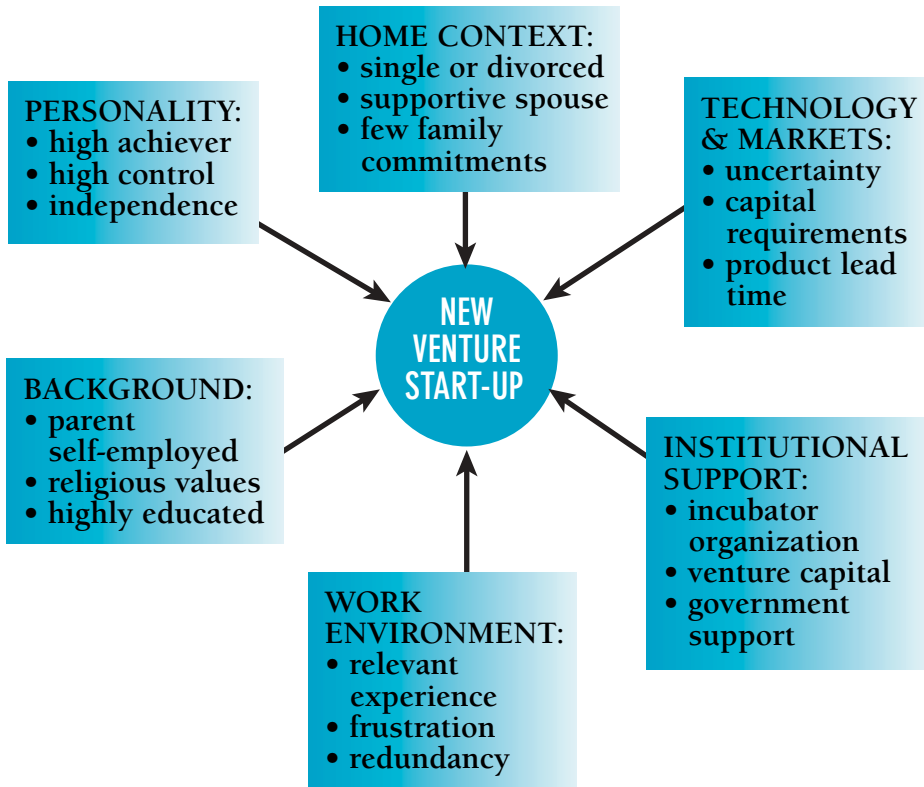 HOME CONTEXT:
• single or divorced
• supportive spouse
• few family
commitments
PERSONALITY:
• high achiever
• high control
• independence
TECHNOLOGY
& MARKETS:
• uncertainty
• capital
requirements
• product lead
time
NEW
VENTURE
START-UP
BACKGROUND:
• parent
self-employed
• religious values
• highly educated
INSTITUTIONAL
SUPPORT:
• incubator
organization
• venture capital
• government
support
WORK
ENVIRONMENT:
• relevant
experience
• frustration
• redundancy